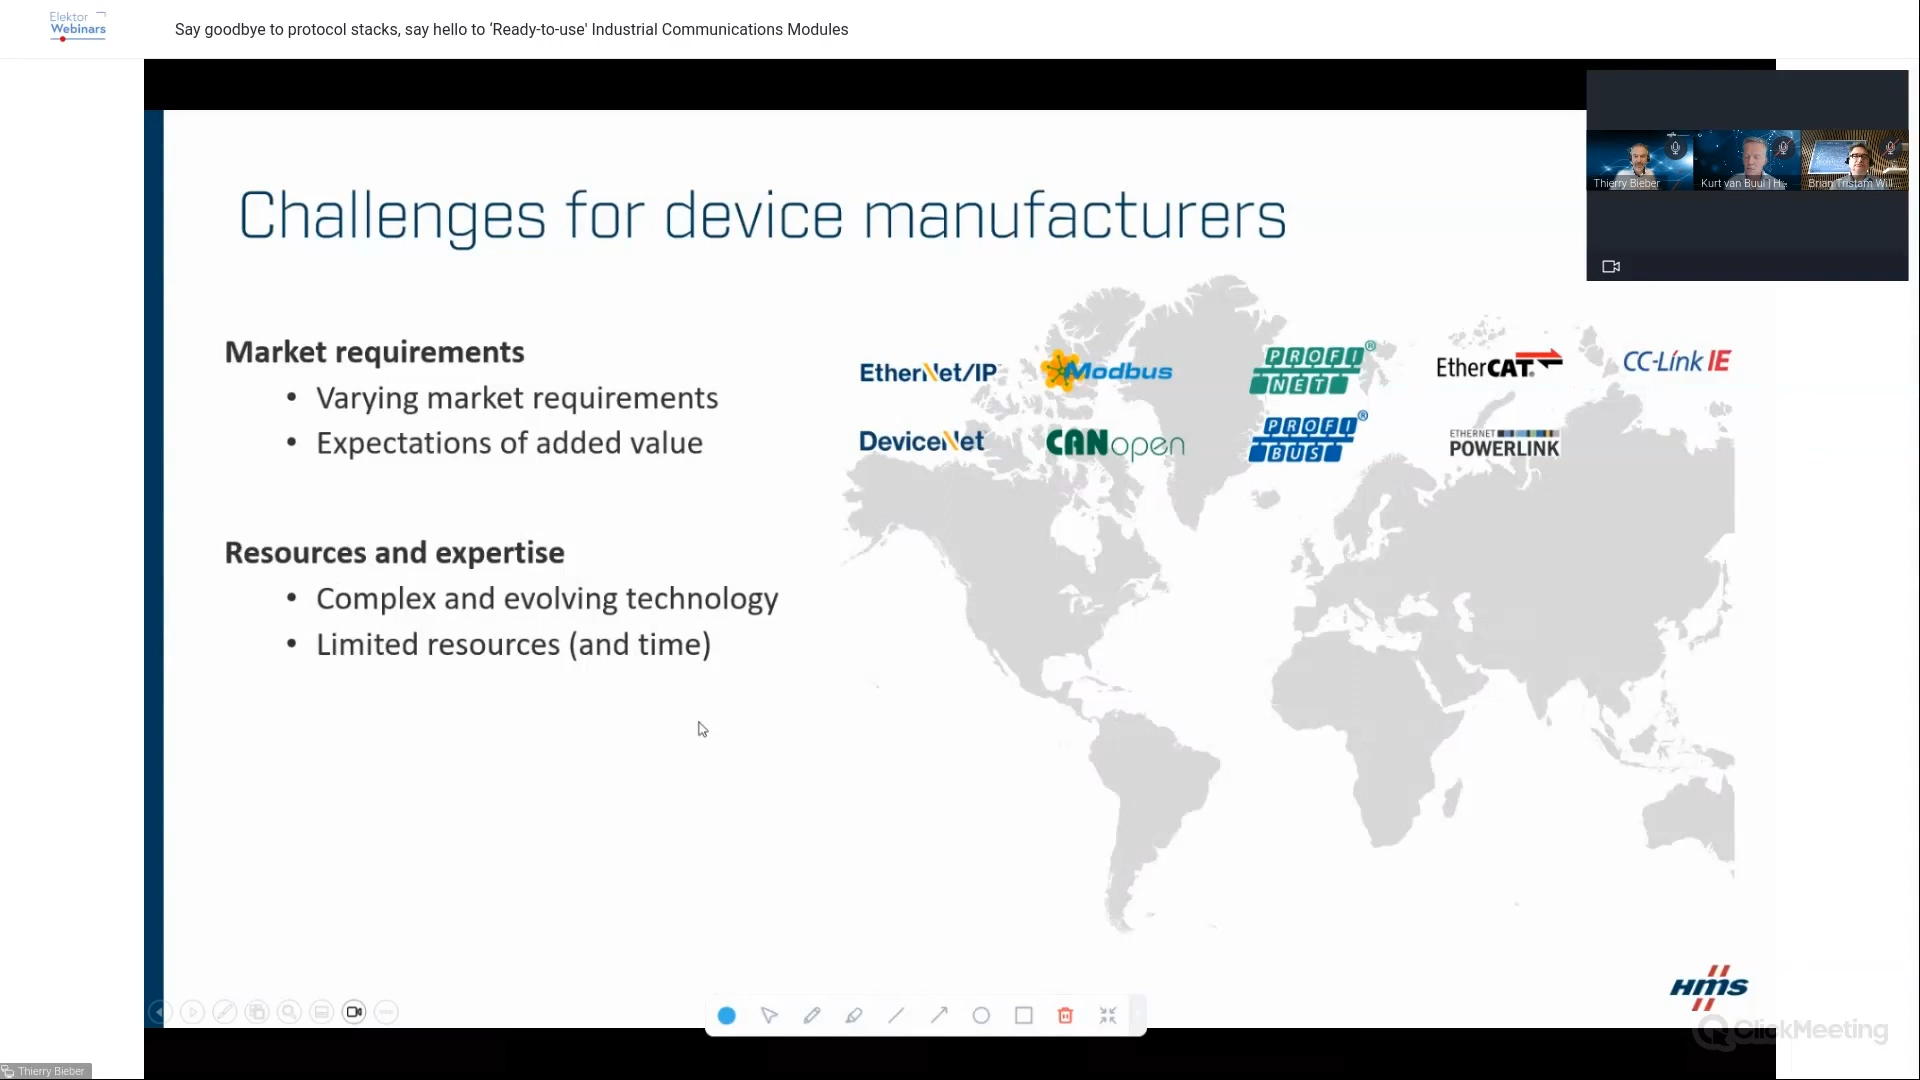 Elektor
Webinars
Say goodbye to protocol stacks, say hello to ‘Ready-to-use' Industrial Communications Modules
Thierry Bieber
Kurt van Buul | H...
Brian Tristam Will
Challenges for device manufacturers
Market requirements
• Varying market requirements
• Expectations of added value
Resources and expertise
• Complex and evolving technology
• Limited resources (and time)
EtherNet/IP
Modbus
PROFI
NET
®
EtherCAT
CC-Link IE
DeviceNet
CANopen
PROFI
BUS
®
ETHERNET
POWERLINK
HMS
ClickMeeting
Thierry Bieber